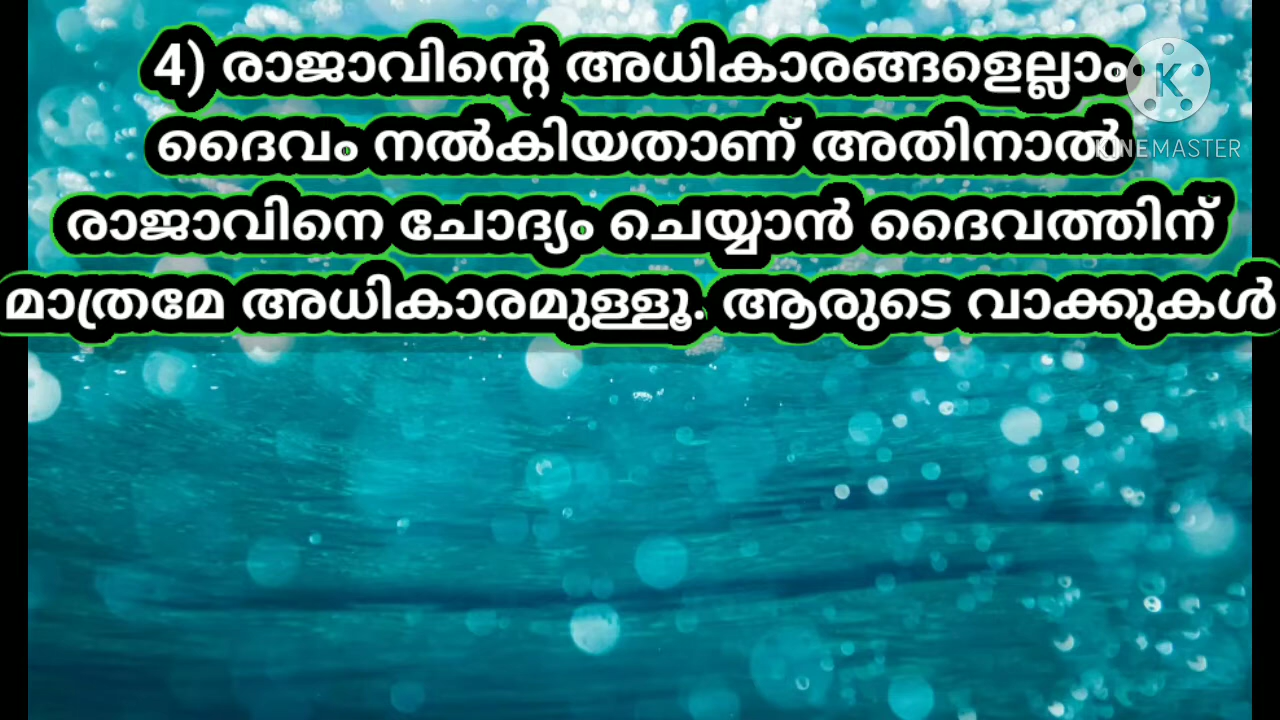 4) രാജാവിന്റെ അധികാരങ്ങളെല്ലാം
ദൈവം നൽകിയതാണ് അതിനാൽ
രാജാവിനെ ചോദ്യം ചെയ്യാൻ ദൈവത്തിന്
മാത്രമേ അധികാരമുള്ളൂ. ആരുടെ വാക്കുകൾ
K
KINEMASTER